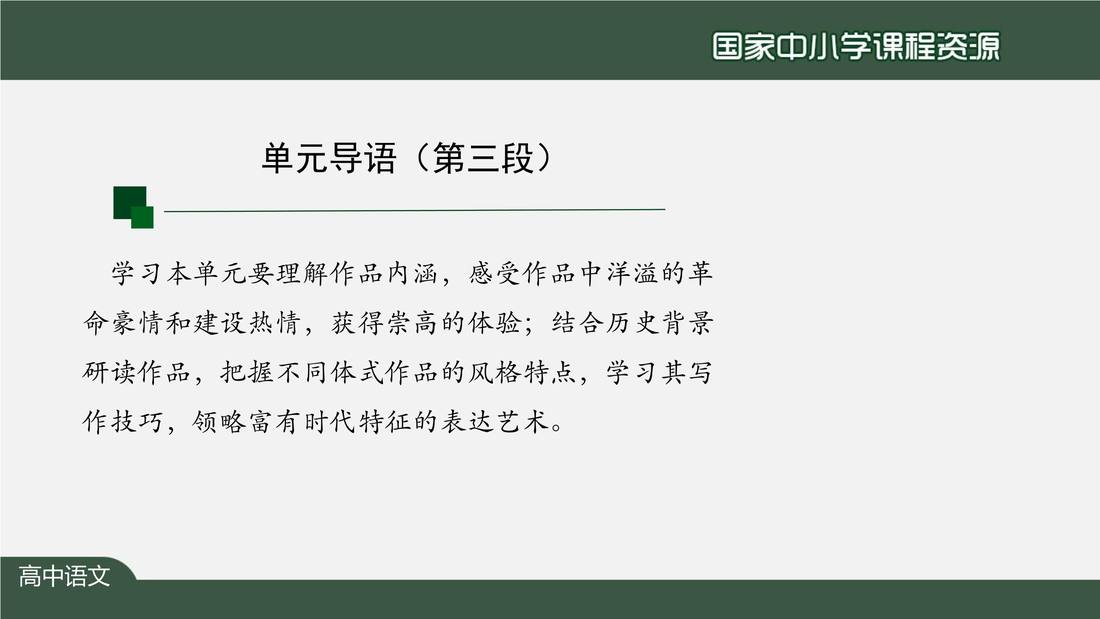 国家中小学课程资源
单元导语（第三段）
学习本单元要理解作品内涵，感受作品中洋溢的革
命豪情和建设热情，获得崇高的体验；结合历史背景
研读作品，把握不同体式作品的风格特点，学习其写
作技巧，领略富有时代特征的表达艺术。
高中语文